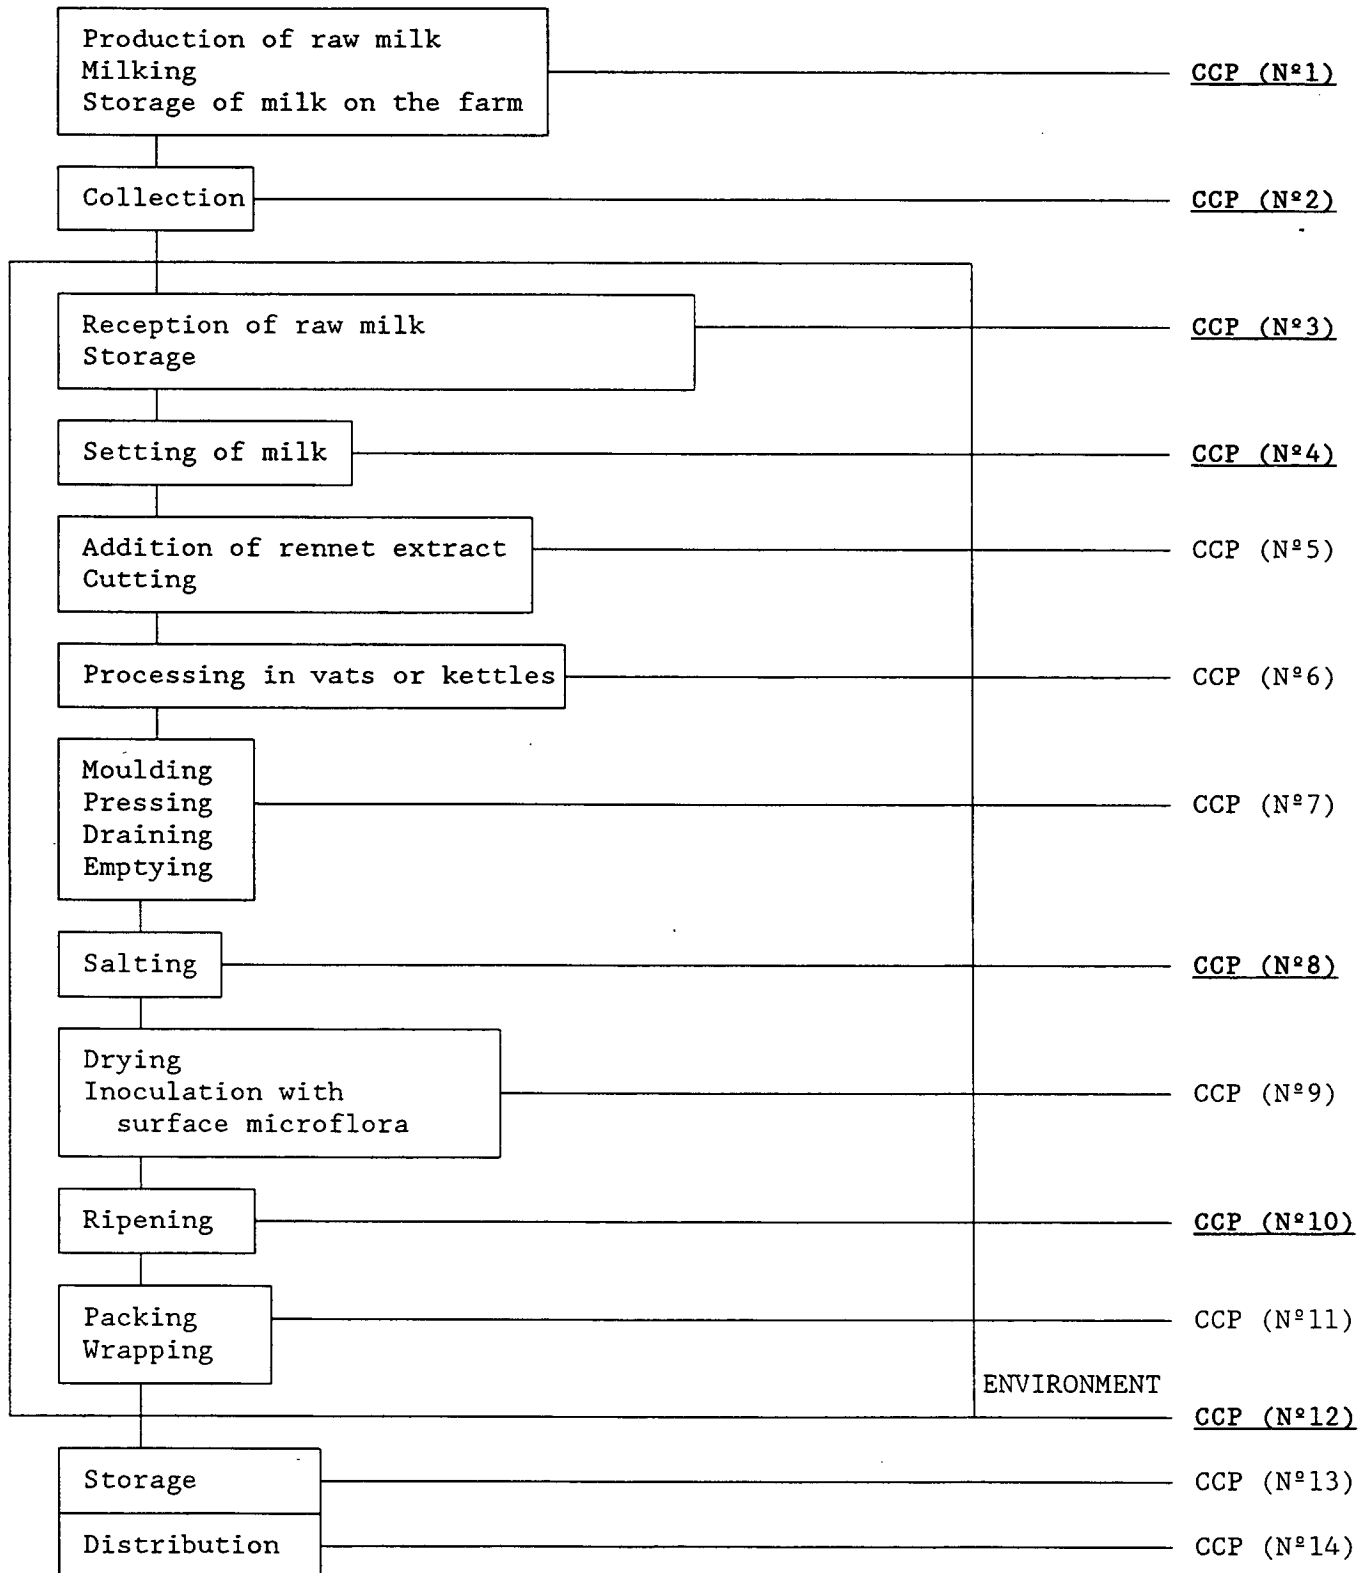 Production of raw milk
Milking
Storage of milk on the farm
CCP (Nº1)
Collection
CCP (Nº2)
Reception of raw milk
Storage
CCP (Nº3)
Setting of milk
CCP (Nº4)
Addition of rennet extract
Cutting
CCP (Nº5)
Processing in vats or kettles
CCP (Nº6)
Moulding
Pressing
Draining
Emptying
CCP (Nº7)
Salting
CCP (Nº8)
Drying
Inoculation with
surface microflora
CCP (Nº9)
Ripening
CCP (Nº10)
Packing
Wrapping
CCP (Nº11)
ENVIRONMENT
CCP (Nº12)
Storage
CCP (Nº13)
Distribution
CCP (Nº14)